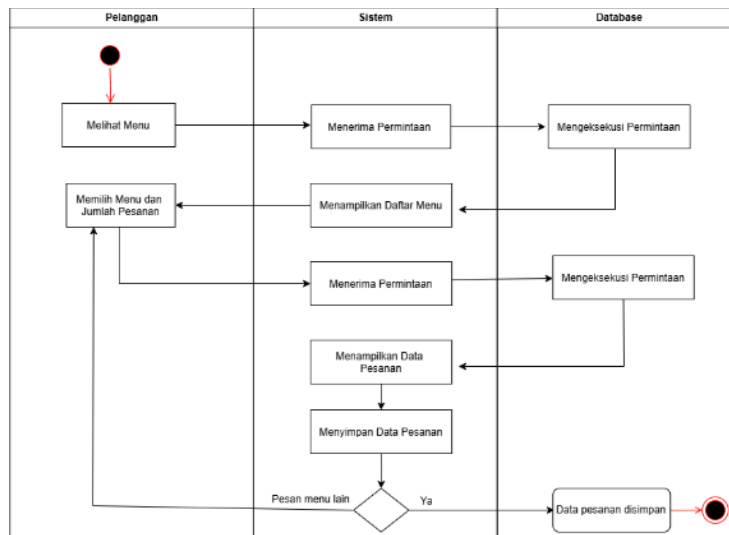 Pelanggan
Sistem
Database
Melihat Menu
Menerima Permintaan
Mengeksekusi Permintaan
Memilih Menu dan
Jumlah Pesanan
Menampilkan Daftar Menu
Menerima Permintaan
Mengeksekusi Permintaan
Menampilkan Data
Pesanan
Menyimpan Data Pesanan
Pesan menu lain
Ya
Data pesanan disimpan